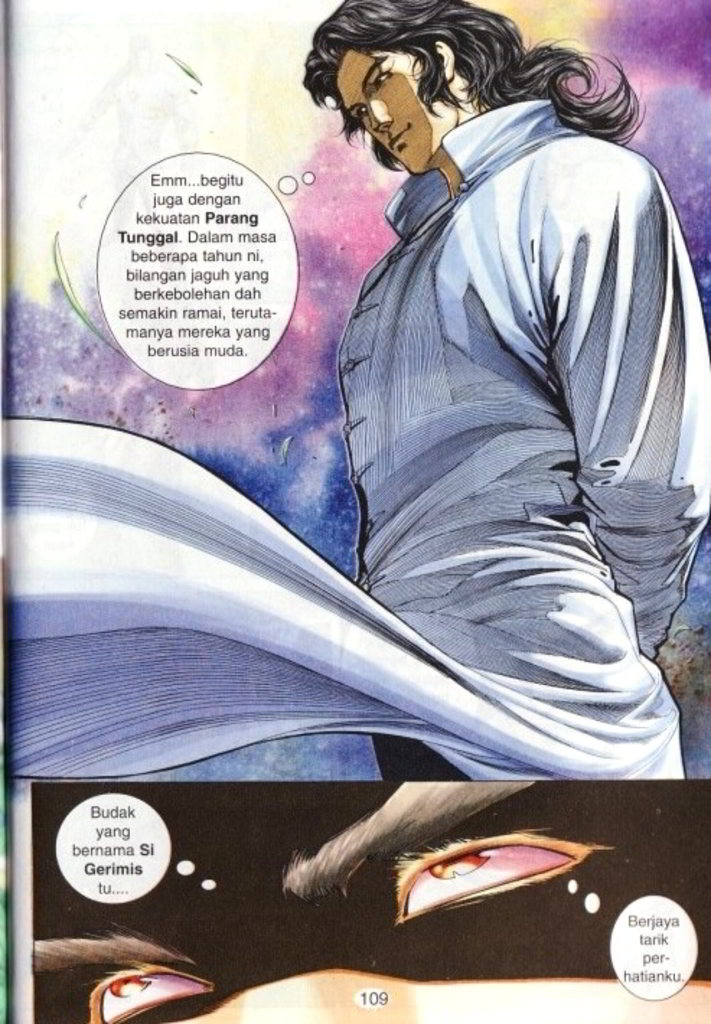 Emm...begitu
juga dengan
kekuatan Parang
Tunggal. Dalam masa
beberapa tahun ni,
bilangan jaguh yang
berkebolehan dah
semakin ramai, teruta-
manya mereka yang
berusia muda.
Budak
yang
bernama Si
Gerimis
tu....
Berjaya
tarik
per-
hatianku.
109